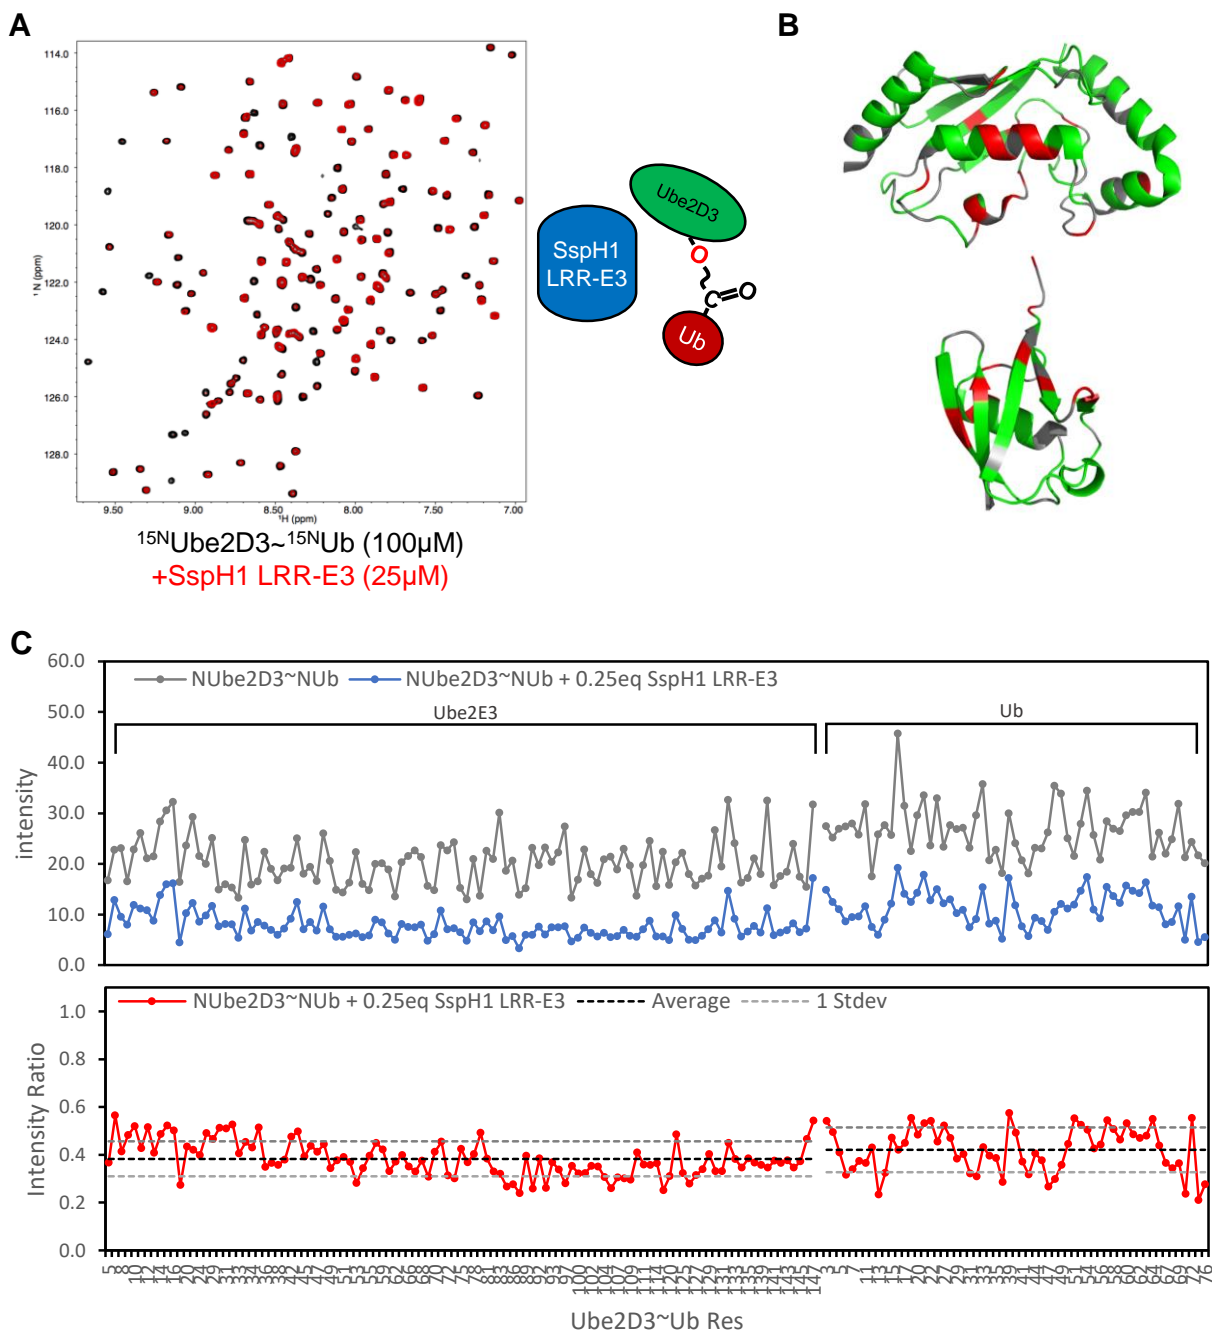 A
B
114.0
116.0
118.0
120.0
122.0
124.0
126.0
128.0
¹N (ppm)
9.50 9.00 8.50 8.00 7.50 7.00
¹H (ppm)
SspH1
LRR-E3
Ube2D3
O
C
O
Ub
¹⁵ᴺUbe2D3~¹⁵ᴺUb (100µM)
+SspH1 LRR-E3 (25µM)
C
60.0
50.0
40.0
30.0
20.0
10.0
0.0
intensity
NUbe2D3~NUb
NUbe2D3~NUb + 0.25eq SspH1 LRR-E3
Ube2E3
Ub
1.0
0.8
0.6
0.4
0.2
0.0
Intensity Ratio
NUbe2D3~NUb + 0.25eq SspH1 LRR-E3
Average
1 Stdev
Ube2D3~Ub Res